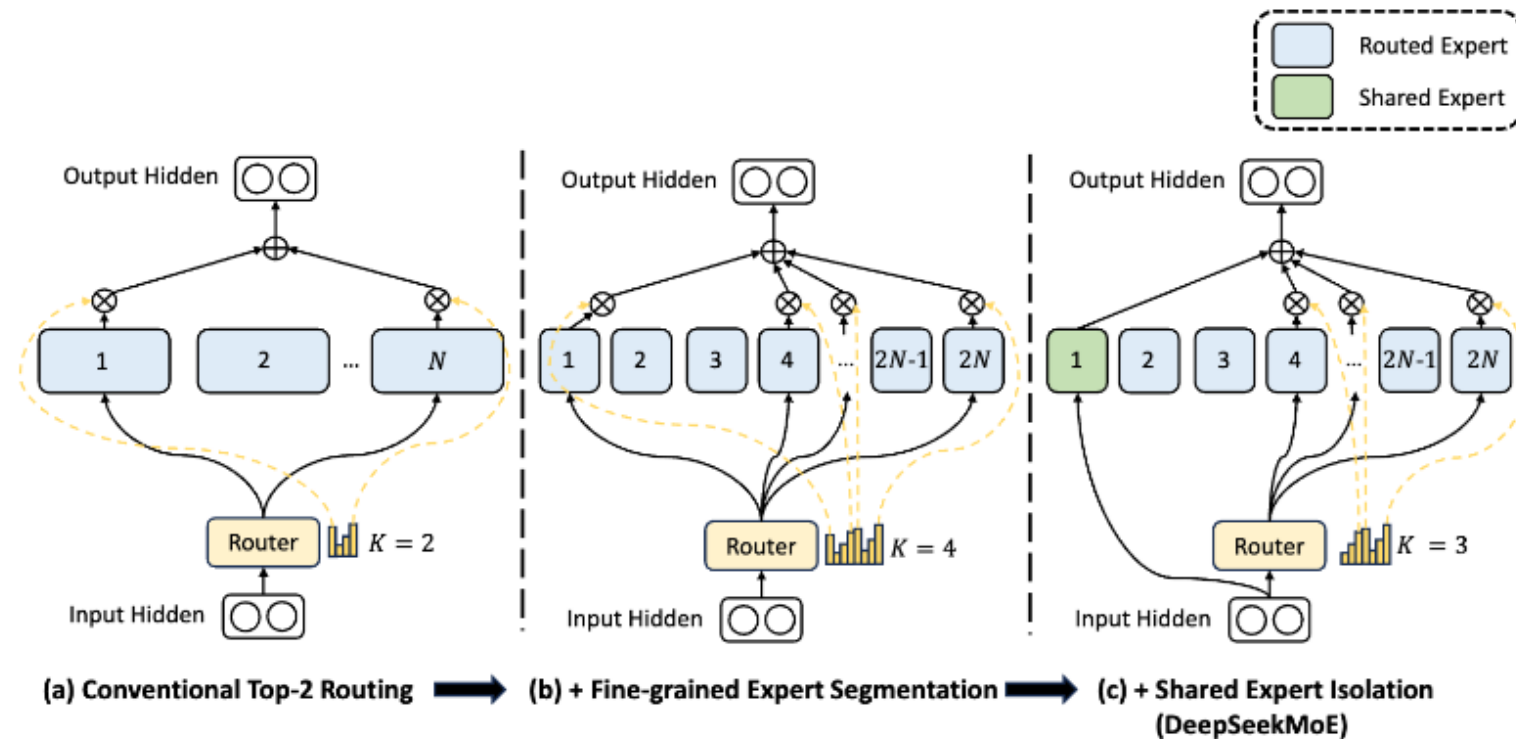 Routed Expert
Shared Expert
Output Hidden
1
2
...
N
Router
K = 2
Input Hidden
(a) Conventional Top-2 Routing
Output Hidden
1
2
3
4
...
2N-1
2N
Router
K = 4
Input Hidden
(b) + Fine-grained Expert Segmentation
Output Hidden
1
2
3
4
...
2N-1
2N
Router
K = 3
Input Hidden
(c) + Shared Expert Isolation
(DeepSeekMoE)